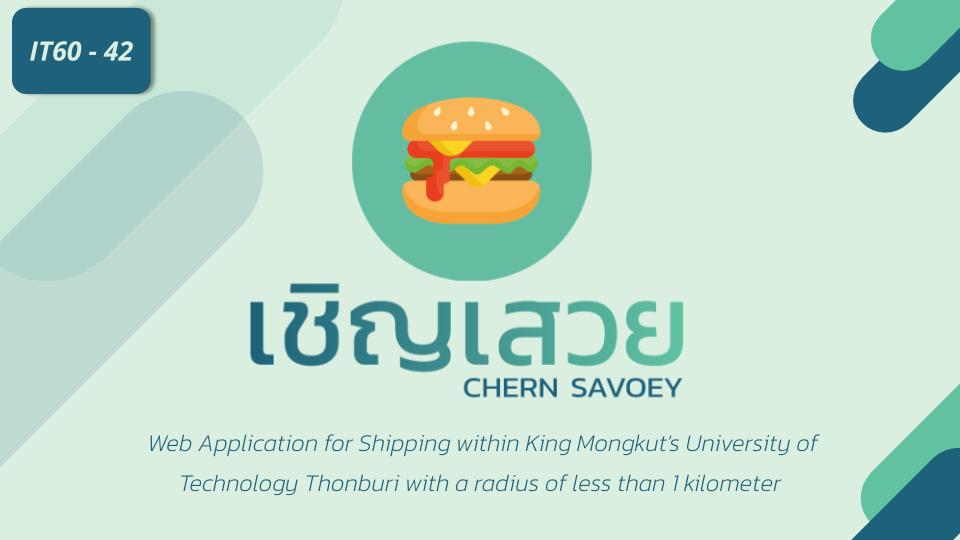 IT60 - 42
เชิญเสวย
CHERN SAVOEY
Web Application for Shipping within King Mongkut's University of
Technology Thonburi with a radius of less than 1 kilometer